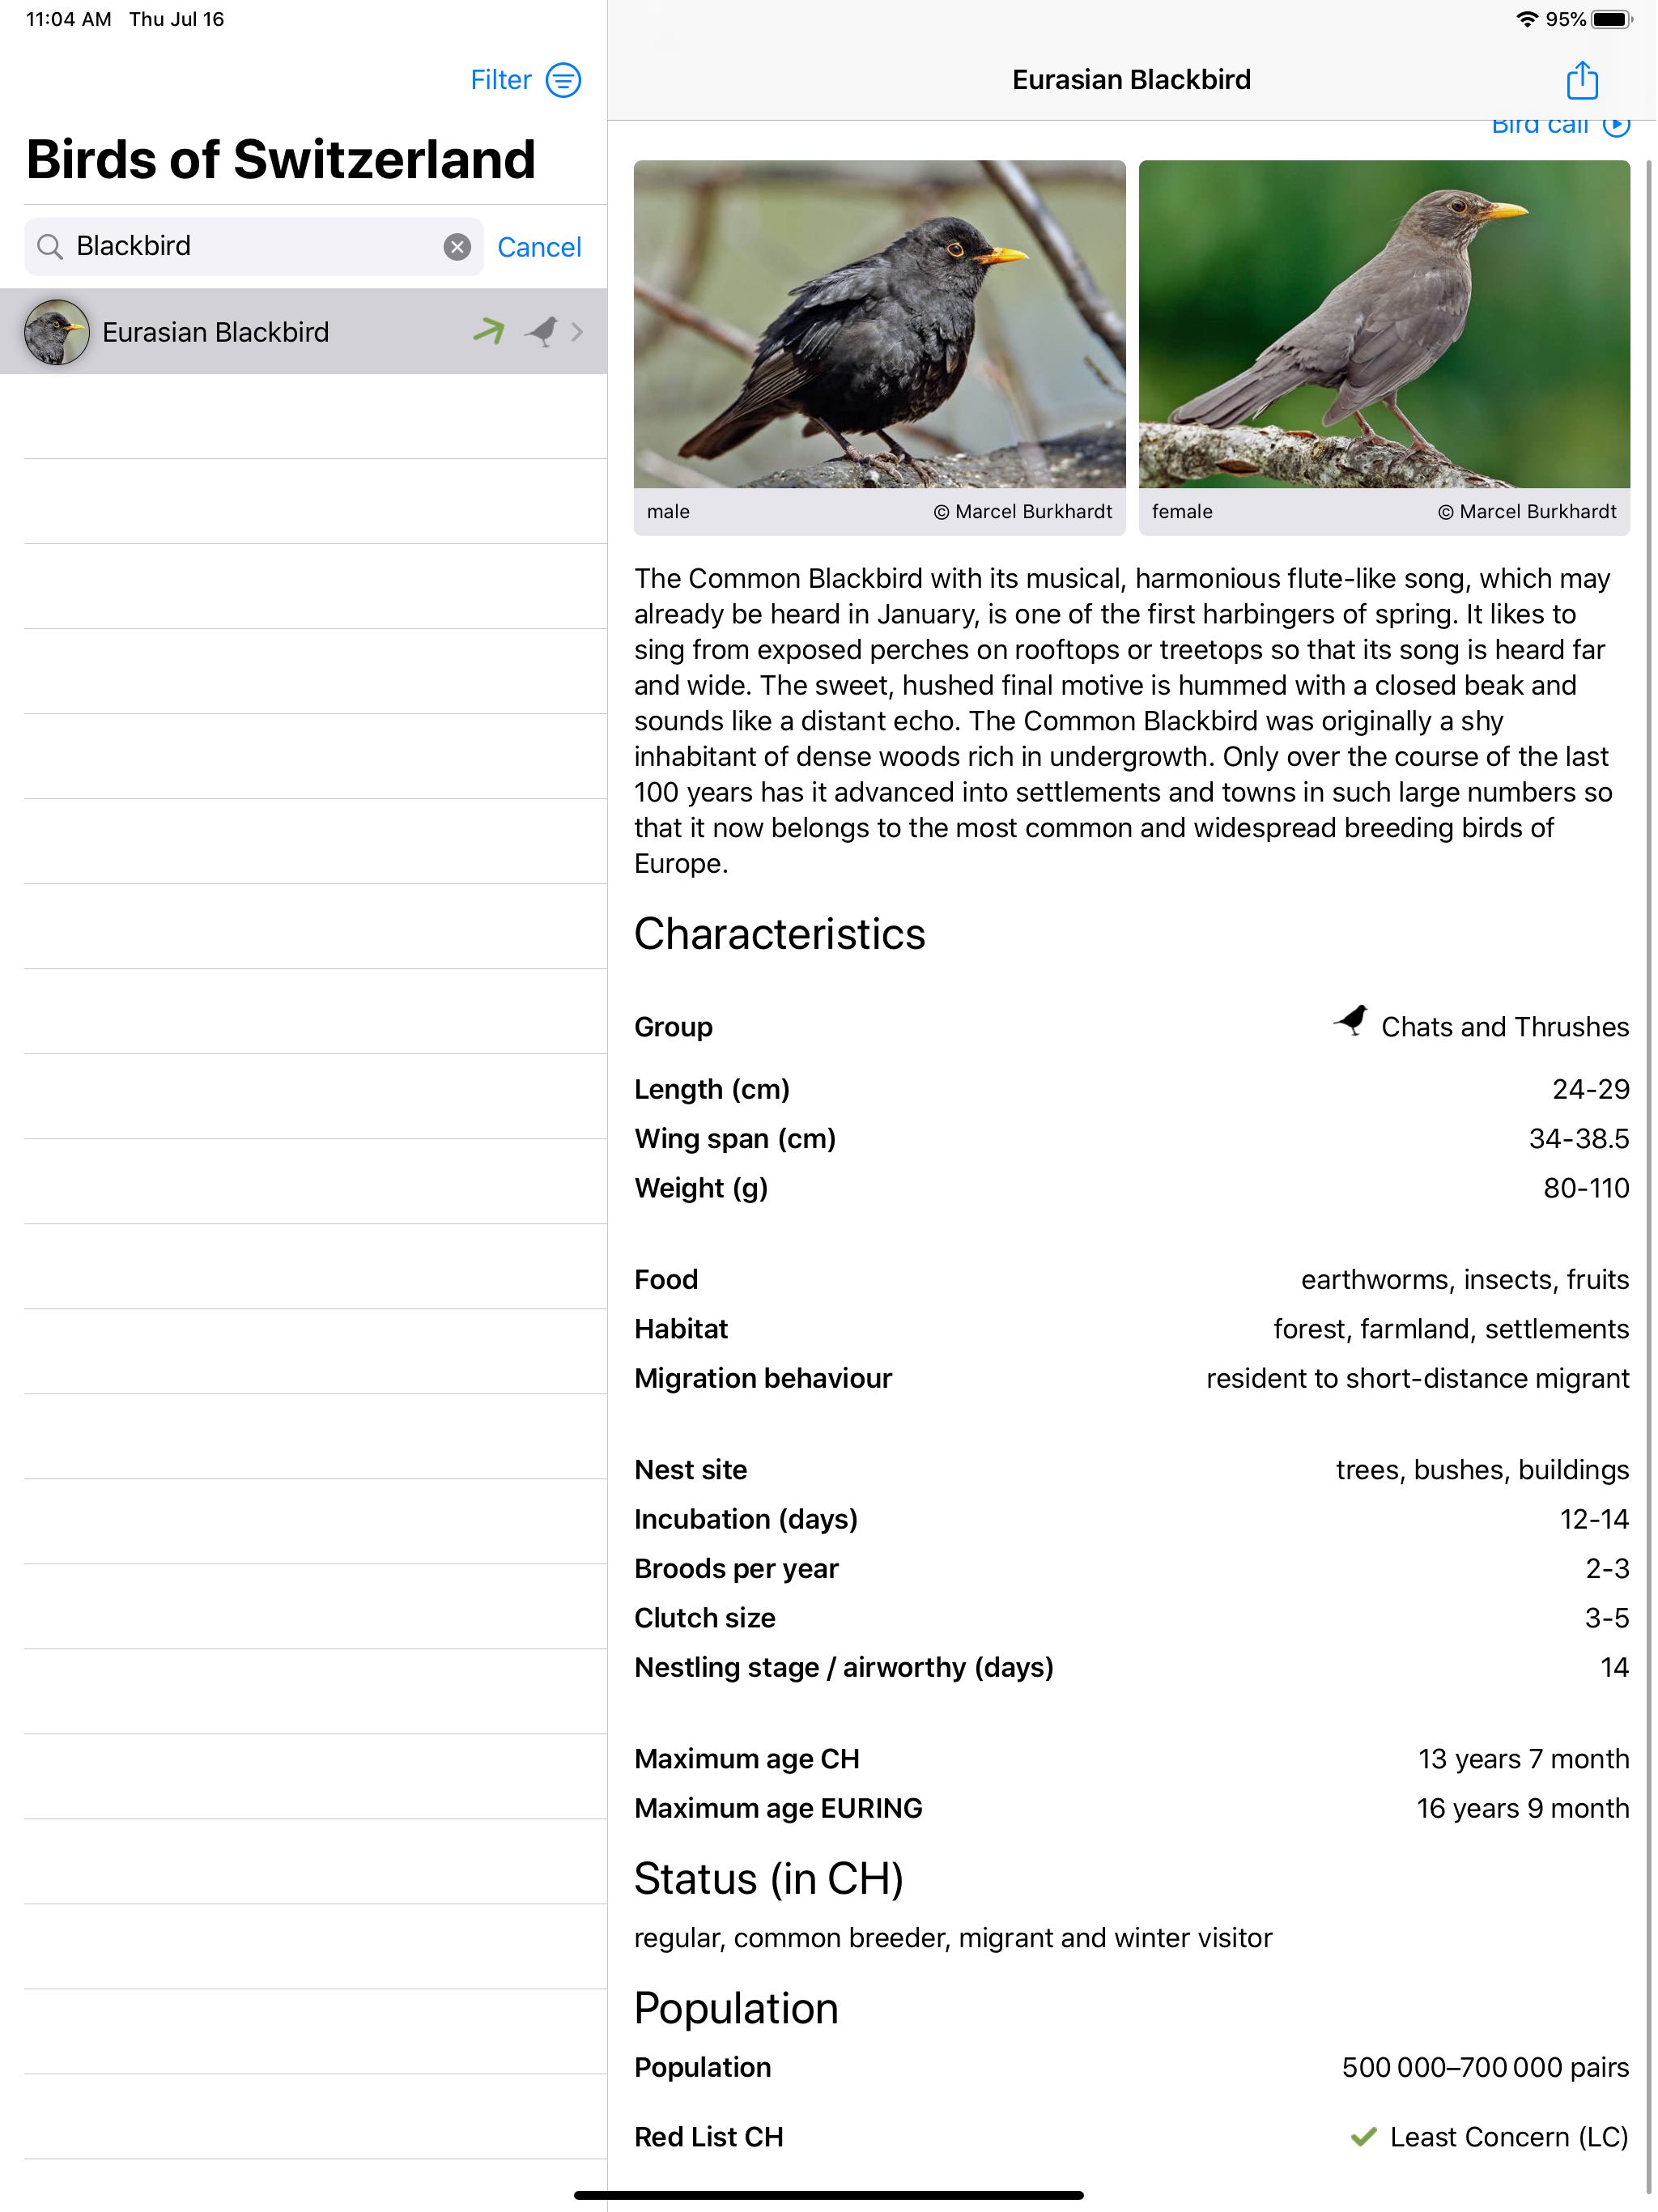 11:04 AM Thu Jul 16
95%
Filter
Birds of Switzerland
Blackbird
Cancel
Eurasian Blackbird
Eurasian Blackbird
Bird call
male © Marcel Burkhardt
female © Marcel Burkhardt
The Common Blackbird with its musical, harmonious flute-like song, which may
already be heard in January, is one of the first harbingers of spring. It likes to
sing from exposed perches on rooftops or treetops so that its song is heard far
and wide. The sweet, hushed final motive is hummed with a closed beak and
sounds like a distant echo. The Common Blackbird was originally a shy
inhabitant of dense woods rich in undergrowth. Only over the course of the last
100 years has it advanced into settlements and towns in such large numbers so
that it now belongs to the most common and widespread breeding birds of
Europe.
Characteristics
Group Chats and Thrushes
Length (cm) 24-29
Wing span (cm) 34-38.5
Weight (g) 80-110
Food earthworms, insects, fruits
Habitat forest, farmland, settlements
Migration behaviour resident to short-distance migrant
Nest site trees, bushes, buildings
Incubation (days) 12-14
Broods per year 2-3
Clutch size 3-5
Nestling stage / airworthy (days) 14
Maximum age CH 13 years 7 month
Maximum age EURING 16 years 9 month
Status (in CH)
regular, common breeder, migrant and winter visitor
Population
Population 500 000–700 000 pairs
Red List CH Least Concern (LC)